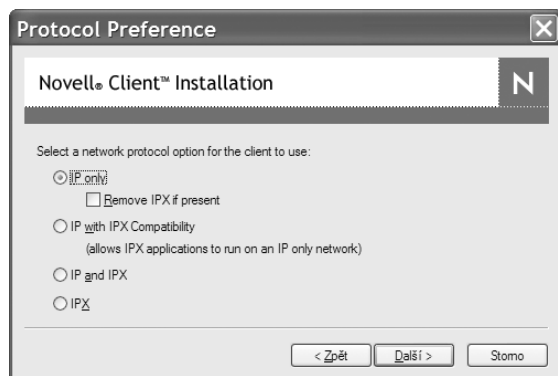 Protocol Preference
Novell® Client™ Installation
N
Select a network protocol option for the client to use:
IP only
Remove IPX if present
IP with IPX Compatibility
(allows IPX applications to run on an IP only network)
IP and IPX
IPX
< Zpět
Další >
Storno